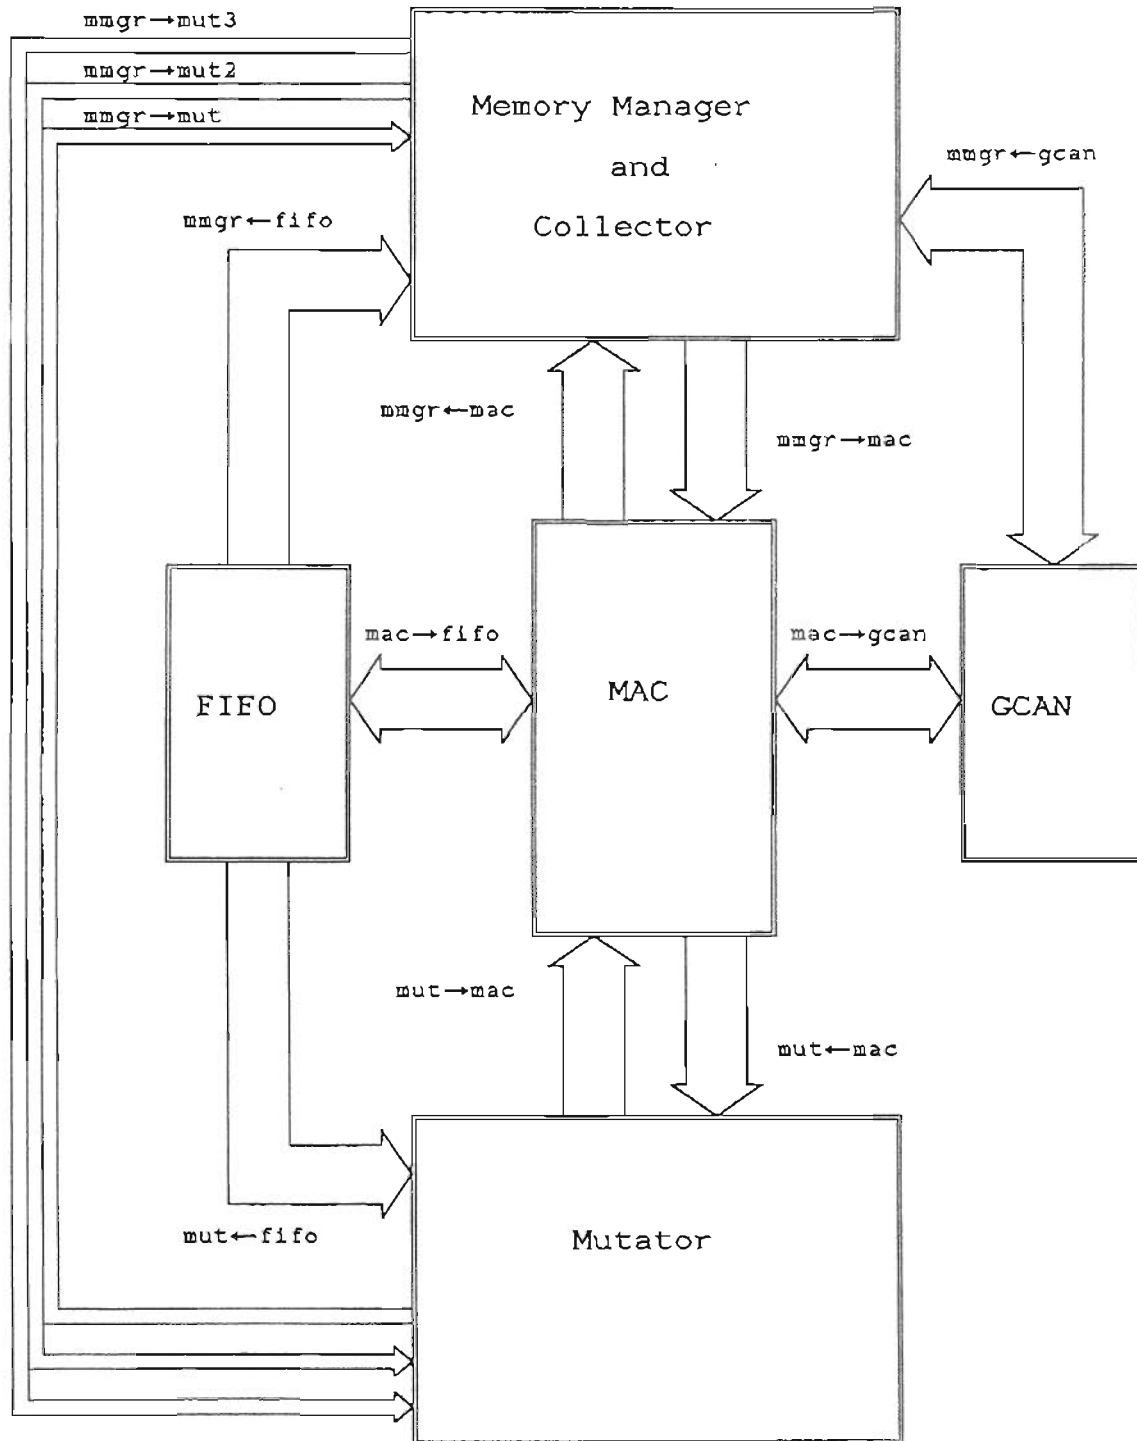 mmgr→mut3
mmgr→mut2
mmgr→mut
Memory Manager
and
Collector
mmgr←gcan
mmgr←fifo
mmgr←mac
mmgr→mac
mac→fifo
mac→gcan
FIFO
MAC
GCAN
mut→mac
mut←mac
mut←fifo
Mutator